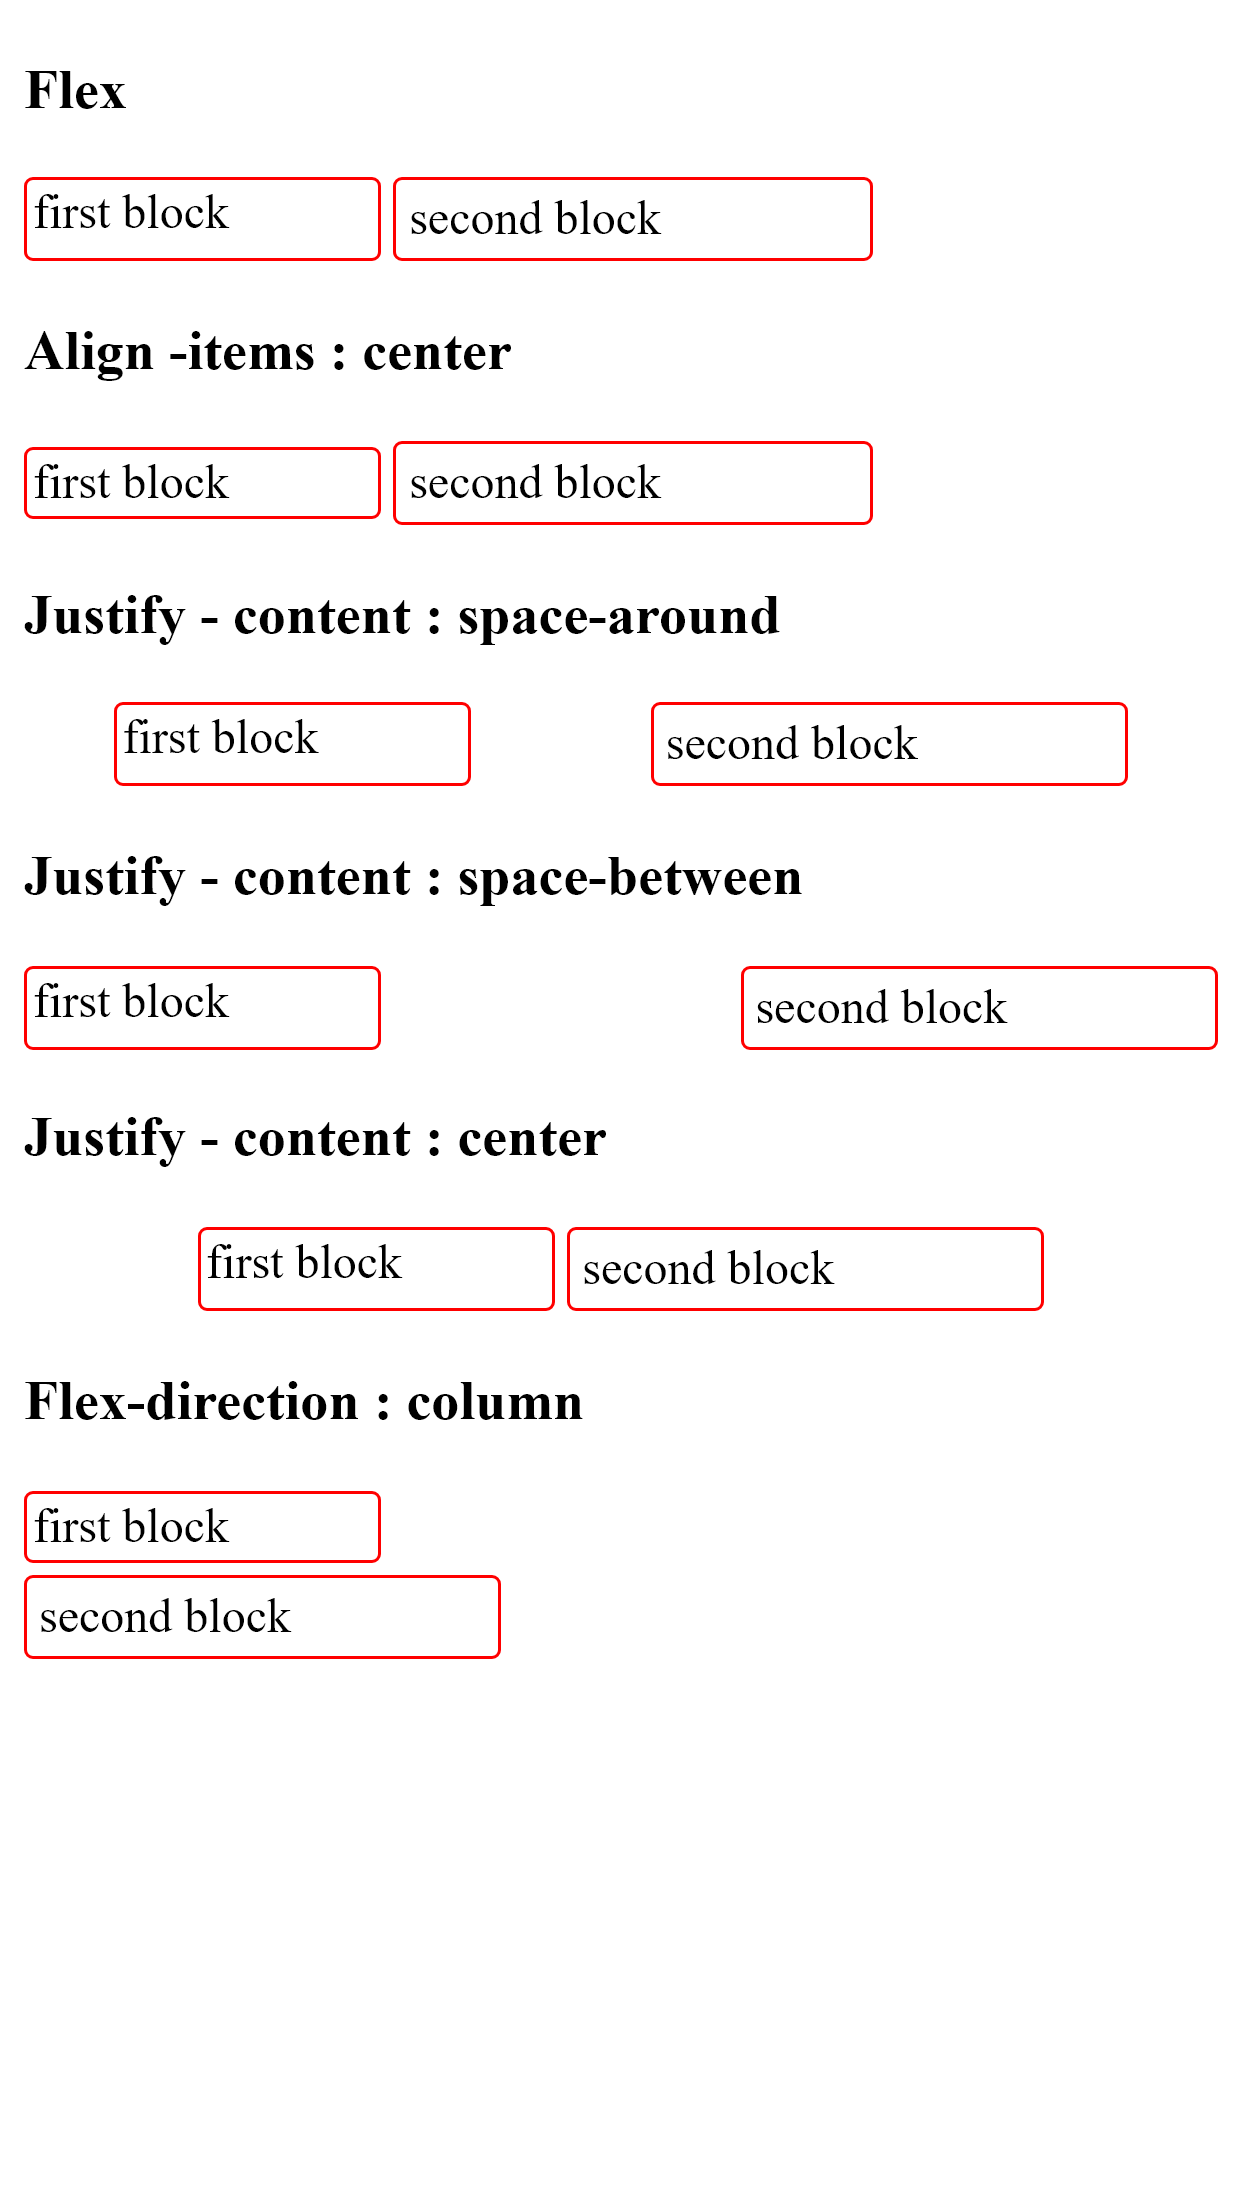 Flex
first block second block
Align -items : center
first block second block
Justify - content : space-around
first block second block
Justify - content : space-between
first block second block
Justify - content : center
first block second block
Flex-direction : column
first block
second block